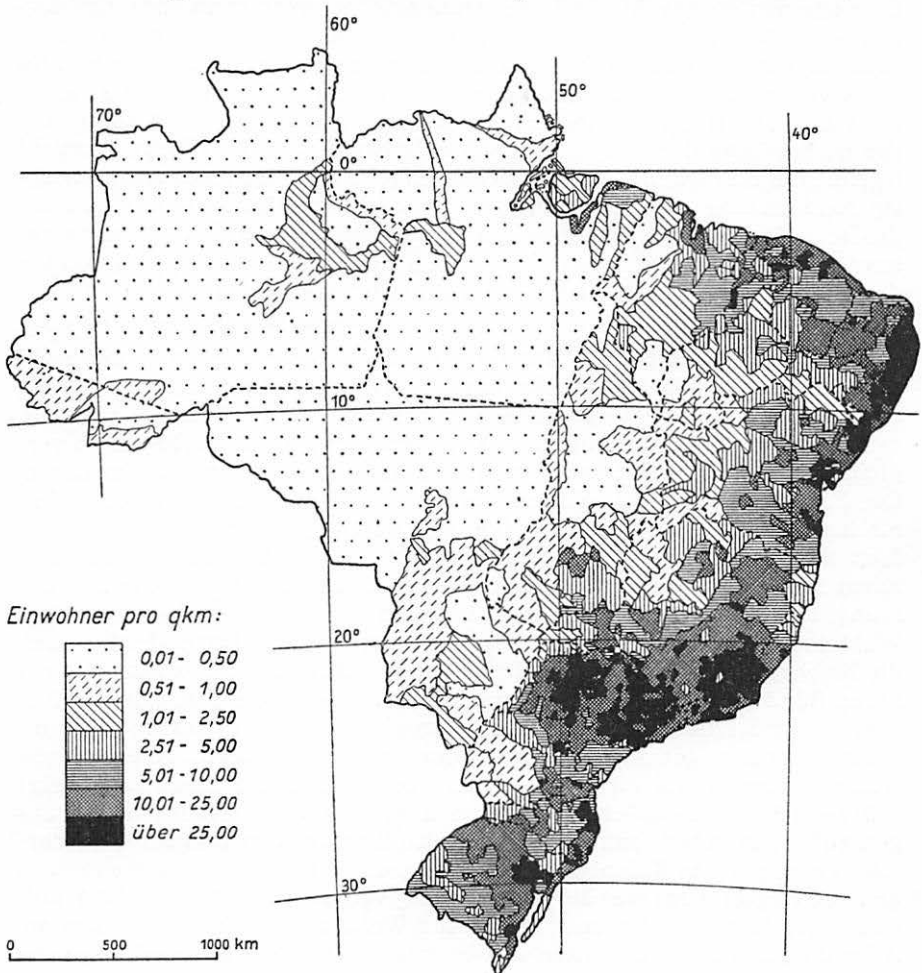 60°
50°
70°
40°
0°
10°
Einwohner pro qkm:
0,01 - 0,50
20°
0,51 - 1,00
1,01 - 2,50
2,51 - 5,00
5,01 - 10,00
10,01 - 25,00
über 25,00
30°
0 500 1000 km